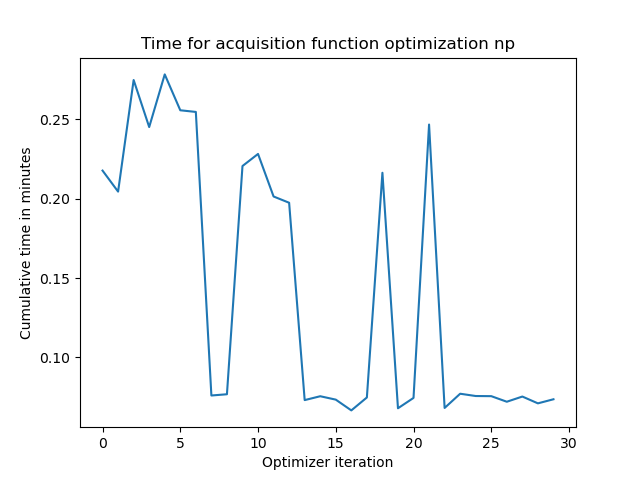 Time for acquisition function optimization np
0.25
0.20
0.15
0.10
Cumulative time in minutes
0 5 10 15 20 25 30
Optimizer iteration